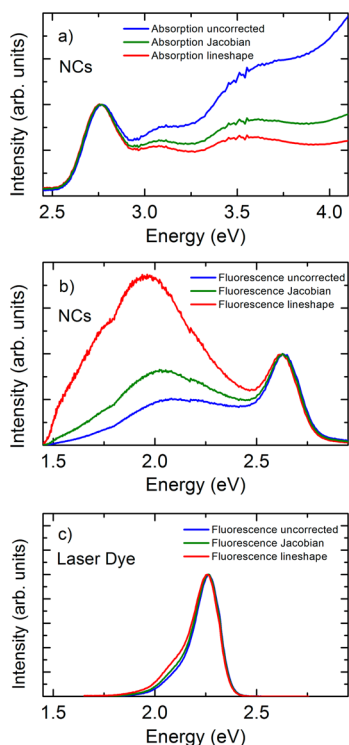 a)
Absorption uncorrected
Absorption Jacobian
Absorption lineshape
NCs
Intensity (arb. units)
2.5 3.0 3.5 4.0
Energy (eV)
b)
Fluorescence uncorrected
Fluorescence Jacobian
Fluorescence lineshape
NCs
Intensity (arb. units)
1.5 2.0 2.5
Energy (eV)
c)
Fluorescence uncorrected
Fluorescence Jacobian
Fluorescence lineshape
Laser Dye
Intensity (arb. units)
1.5 2.0 2.5
Energy (eV)